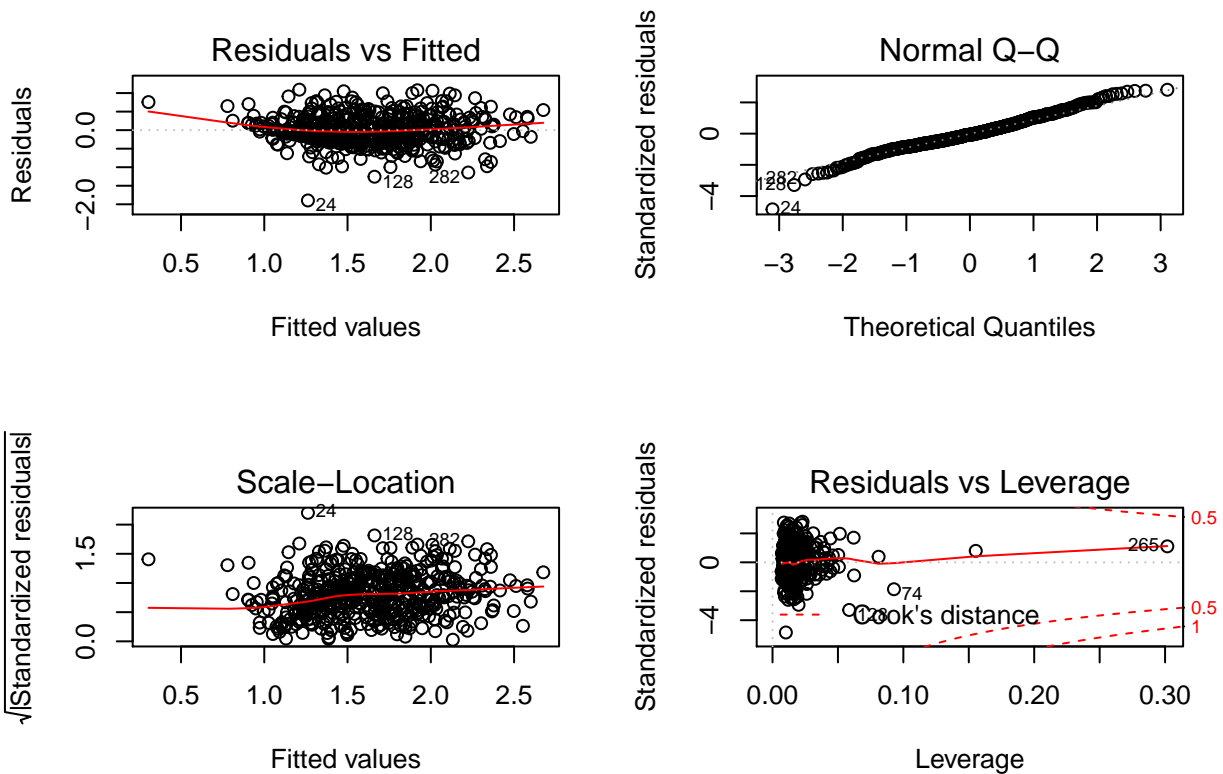 Residuals vs Fitted
Residuals
0.0
−2.0
128
282
24
0.5 1.0 1.5 2.0 2.5
Fitted values
Normal Q−Q
Standardized residuals
0
−4
282
128
24
−3 −2 −1 0 1 2 3
Theoretical Quantiles
Scale−Location
√|Standardized residuals|
1.5
0.0
24
128
282
0.5 1.0 1.5 2.0 2.5
Fitted values
Residuals vs Leverage
Standardized residuals
0
−4
0.5
265
74
128
Cook's distance
0.5
1
0.00 0.10 0.20 0.30
Leverage